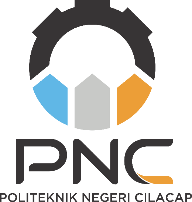 PNC
POLITEKNIK NEGERI CILACAP